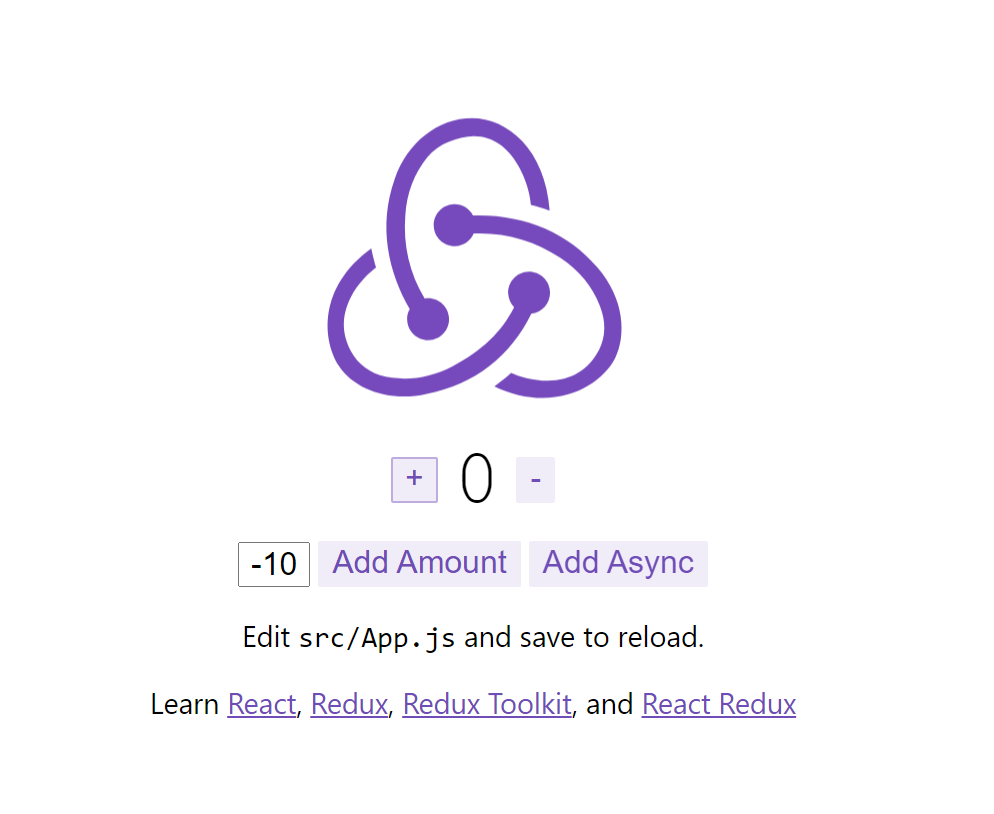 + 0 -
-10 Add Amount Add Async
Edit src/App.js and save to reload.
Learn React, Redux, Redux Toolkit, and React Redux